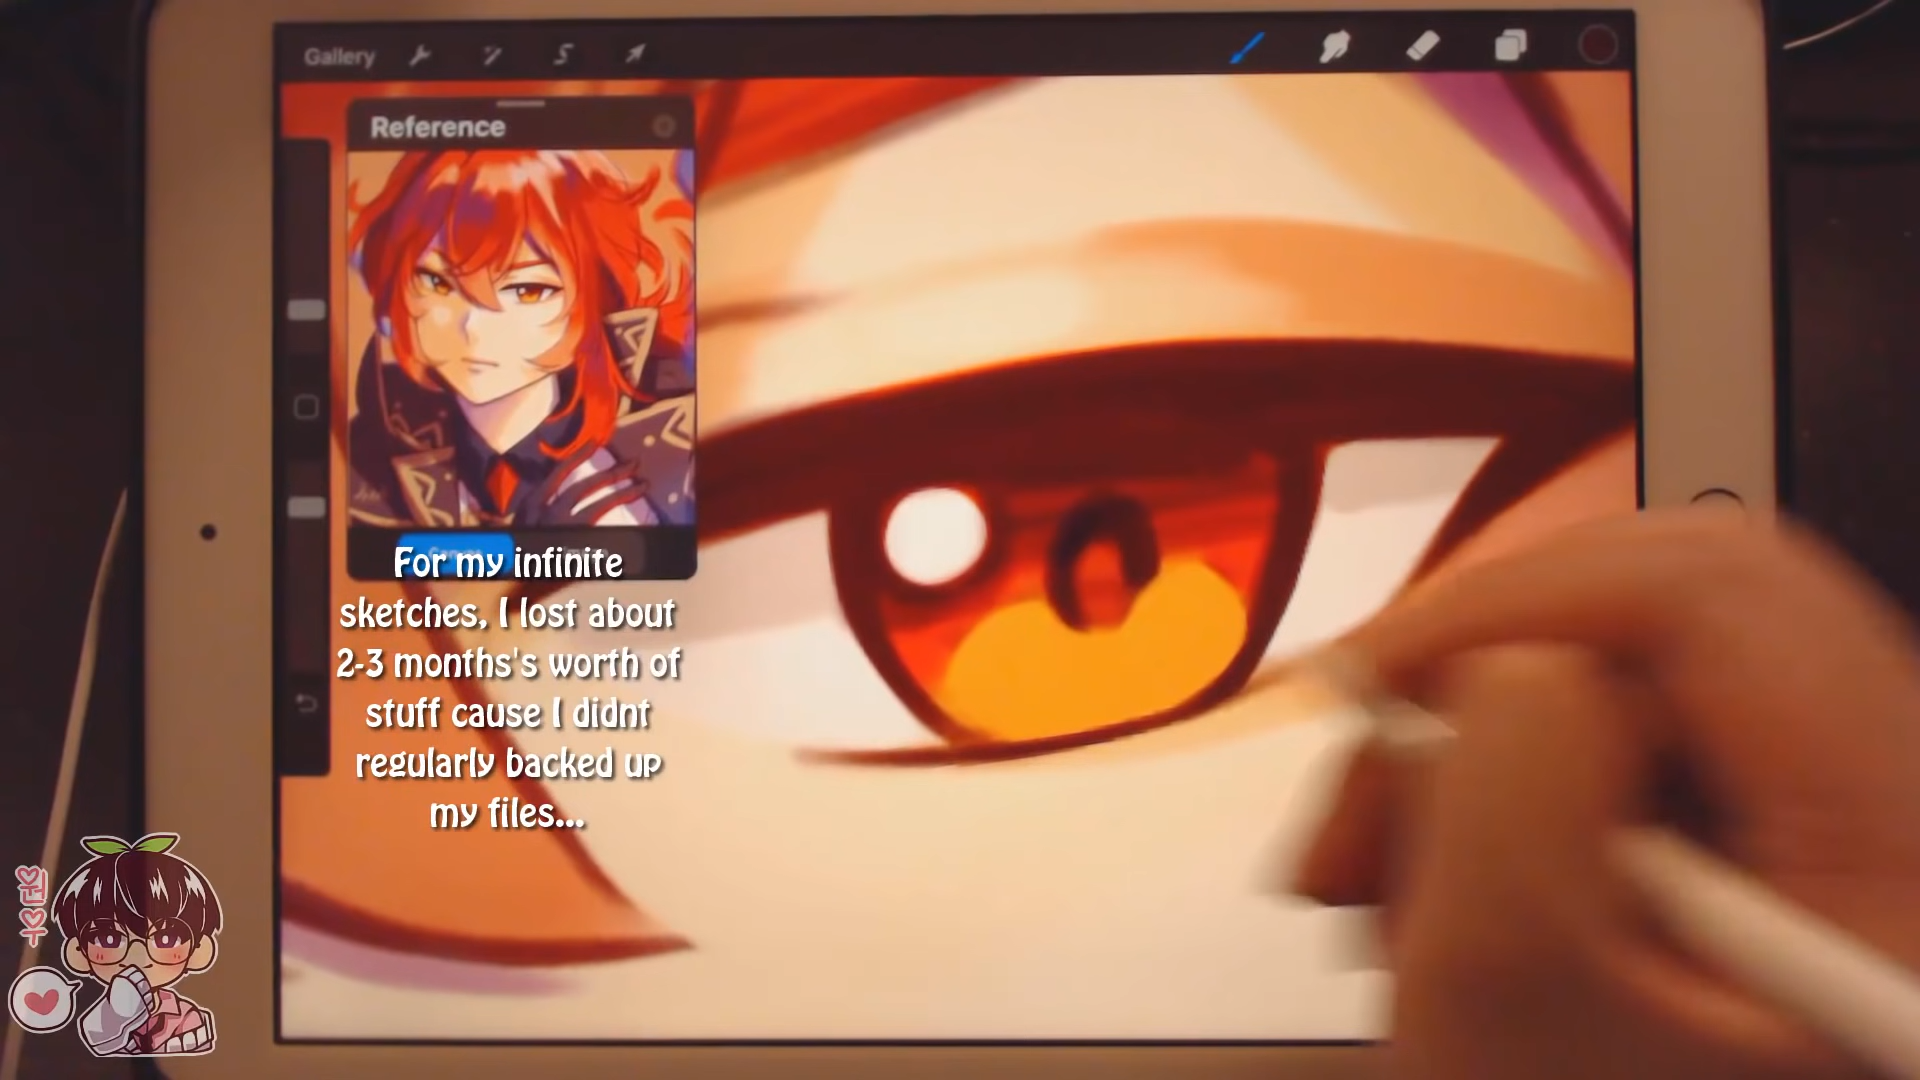 Gallery
Reference
For my infinite
sketches, I lost about
2-3 months's worth of
stuff cause I didnt
regularly backed up
my files...